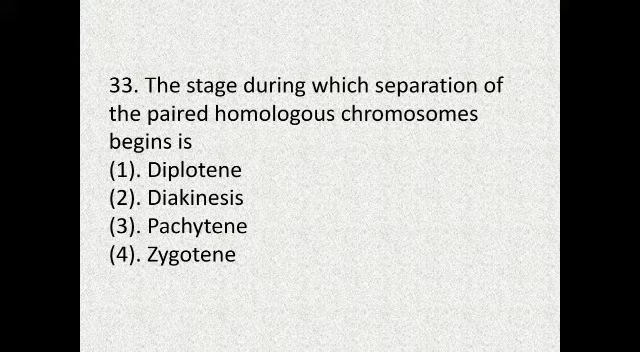 33. The stage during which separation of
the paired homologous chromosomes
begins is
(1). Diplotene
(2). Diakinesis
(3). Pachytene
(4). Zygotene